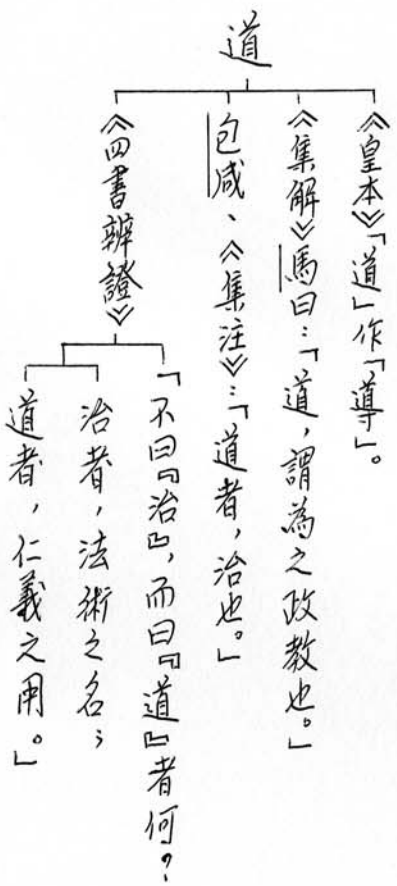 道
《皇本》「道」作「導」。
《集解》馬曰：「道，謂為之政教也。」
包咸、《集注》：「道者，治也。」
《四書辨證》
「不曰『治』，而曰『道』者何？
治者，法術之名；
道者，仁義之用。」